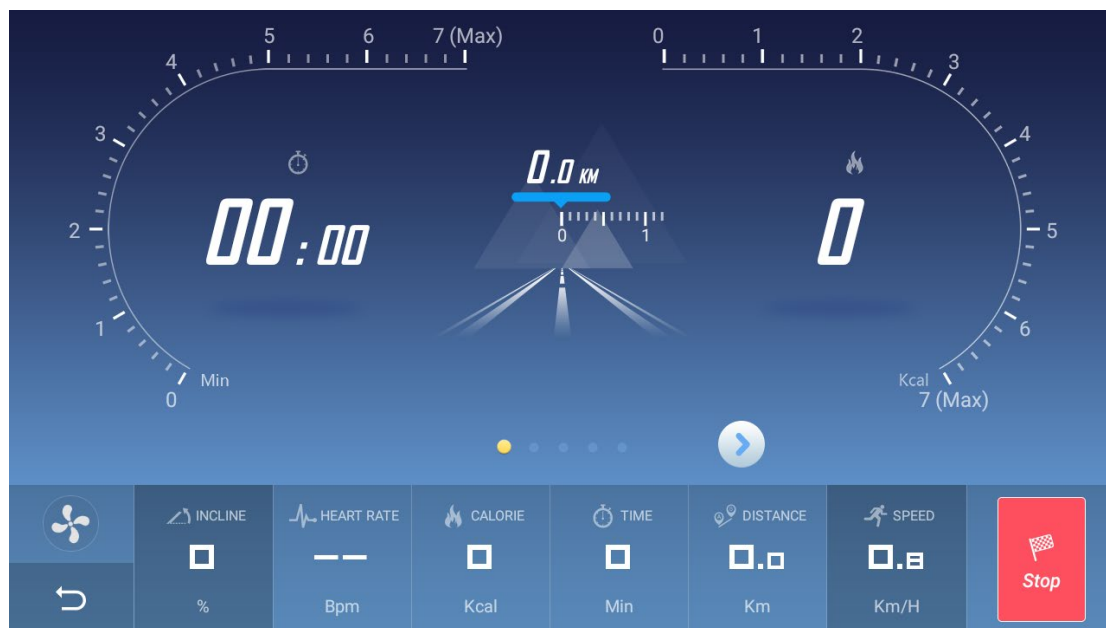 5 6 7 (Max)
4
3
2
1
0
Min
00:00
0.0 KM
0 1
0 1 2
3
4
5
6
Kcal
7 (Max)
0
INCLINE
0
%
HEART RATE
--
Bpm
CALORIE
0
Kcal
TIME
0
Min
DISTANCE
0.0
Km
SPEED
0.8
Km/H
Stop